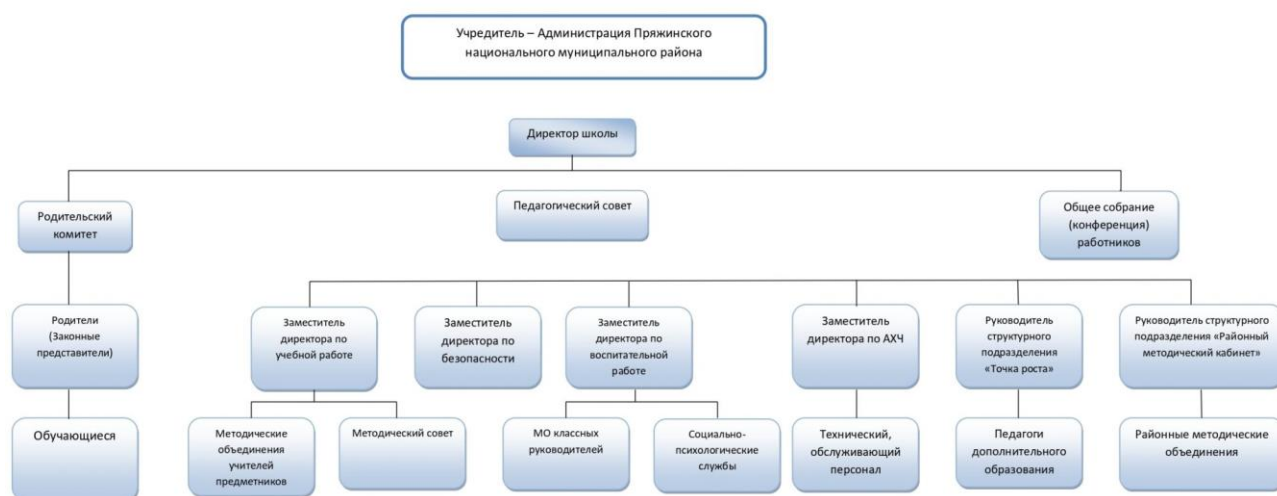 Учредитель – Администрация Пряжинского
национального муниципального района
Директор школы
Родительский
комитет
Педагогический совет
Общее собрание
(конференция)
работников
Родители
(Законные
представители)
Заместитель
директора по
учебной работе
Заместитель
директора по
безопасности
Заместитель
директора по
воспитательной
работе
Заместитель
директора по АХЧ
Руководитель
структурного
подразделения
«Точка роста»
Руководитель структурного
подразделения «Районный
методический кабинет»
Обучающиеся
Методические
объединения
учителей
предметников
Методический совет
МО классных
руководителей
Социально-
психологические
службы
Технический,
обслуживающий
персонал
Педагоги
дополнительного
образования
Районные методические
объединения